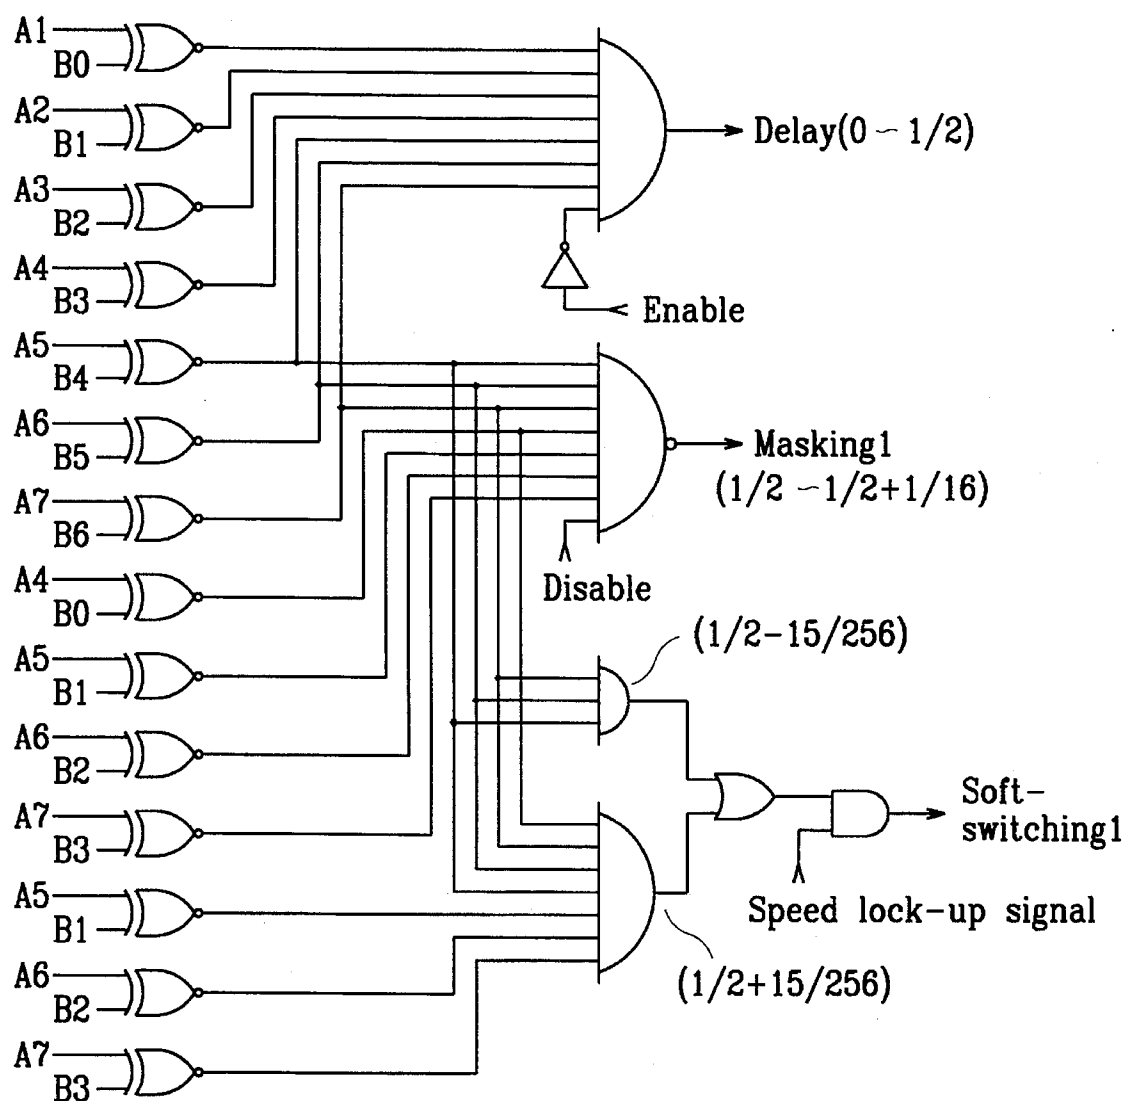 A1
B0
A2
B1
Delay(0 ~ 1/2)
A3
B2
A4
B3
Enable
A5
B4
A6
B5
Masking1
(1/2 ~1/2+1/16)
A7
B6
A4
B0
Disable
A5
B1
(1/2-15/256)
A6
B2
A7
B3
Soft-
switching1
A5
B1
Speed lock-up signal
A6
B2
(1/2+15/256)
A7
B3